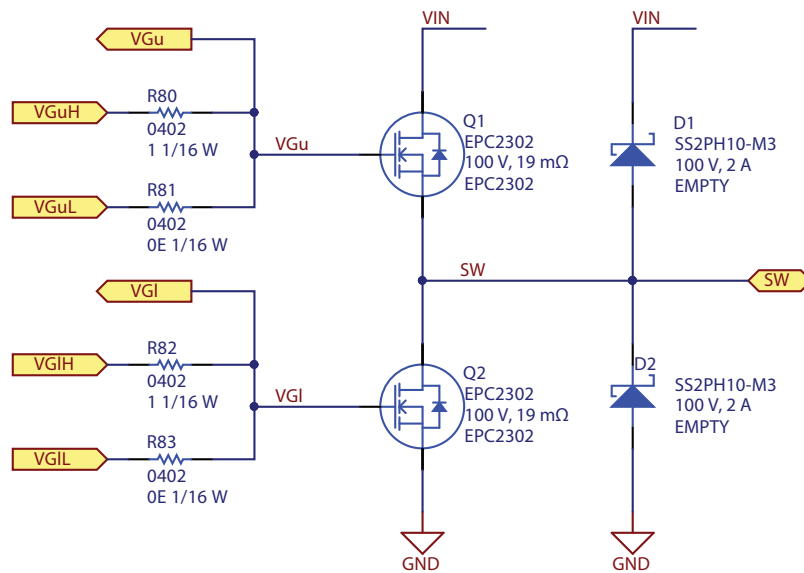 VGu
VGuH
R80
0402
1 1/16 W
VGu
VGuL
R81
0402
0E 1/16 W
VIN
Q1
EPC2302
100 V, 19 mΩ
EPC2302
VIN
D1
SS2PH10-M3
100 V, 2 A
EMPTY
SW
SW
VGl
VGlH
R82
0402
1 1/16 W
VGl
VGlL
R83
0402
0E 1/16 W
Q2
EPC2302
100 V, 19 mΩ
EPC2302
D2
SS2PH10-M3
100 V, 2 A
EMPTY
GND
GND